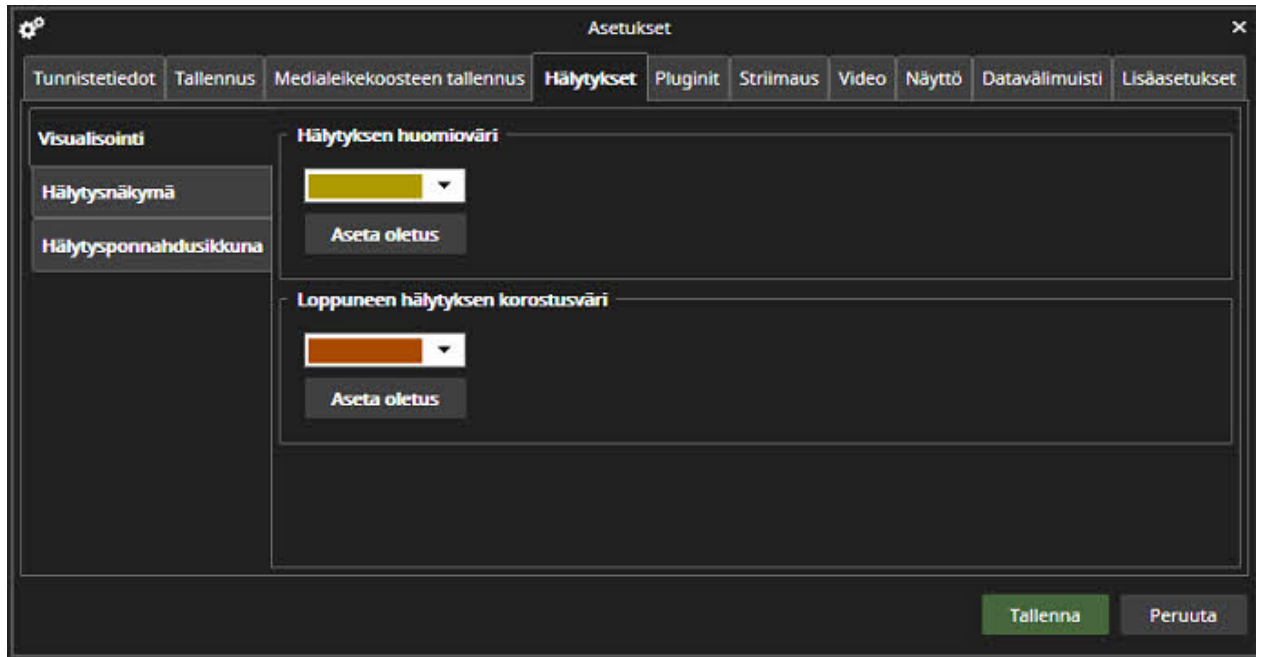 Asetukset
Tunnistetiedot Tallennus Medialeikekoosteen tallennus Hälytykset Pluginit Striimaus Video Näyttö Datavälimuisti Lisäasetukset
Visualisointi
Hälytysnäkymä
Hälytysponnahdusikkuna
Hälytyksen huomioväri
Aseta oletus
Loppuneen hälytyksen korostusväri
Aseta oletus
Tallenna Peruuta